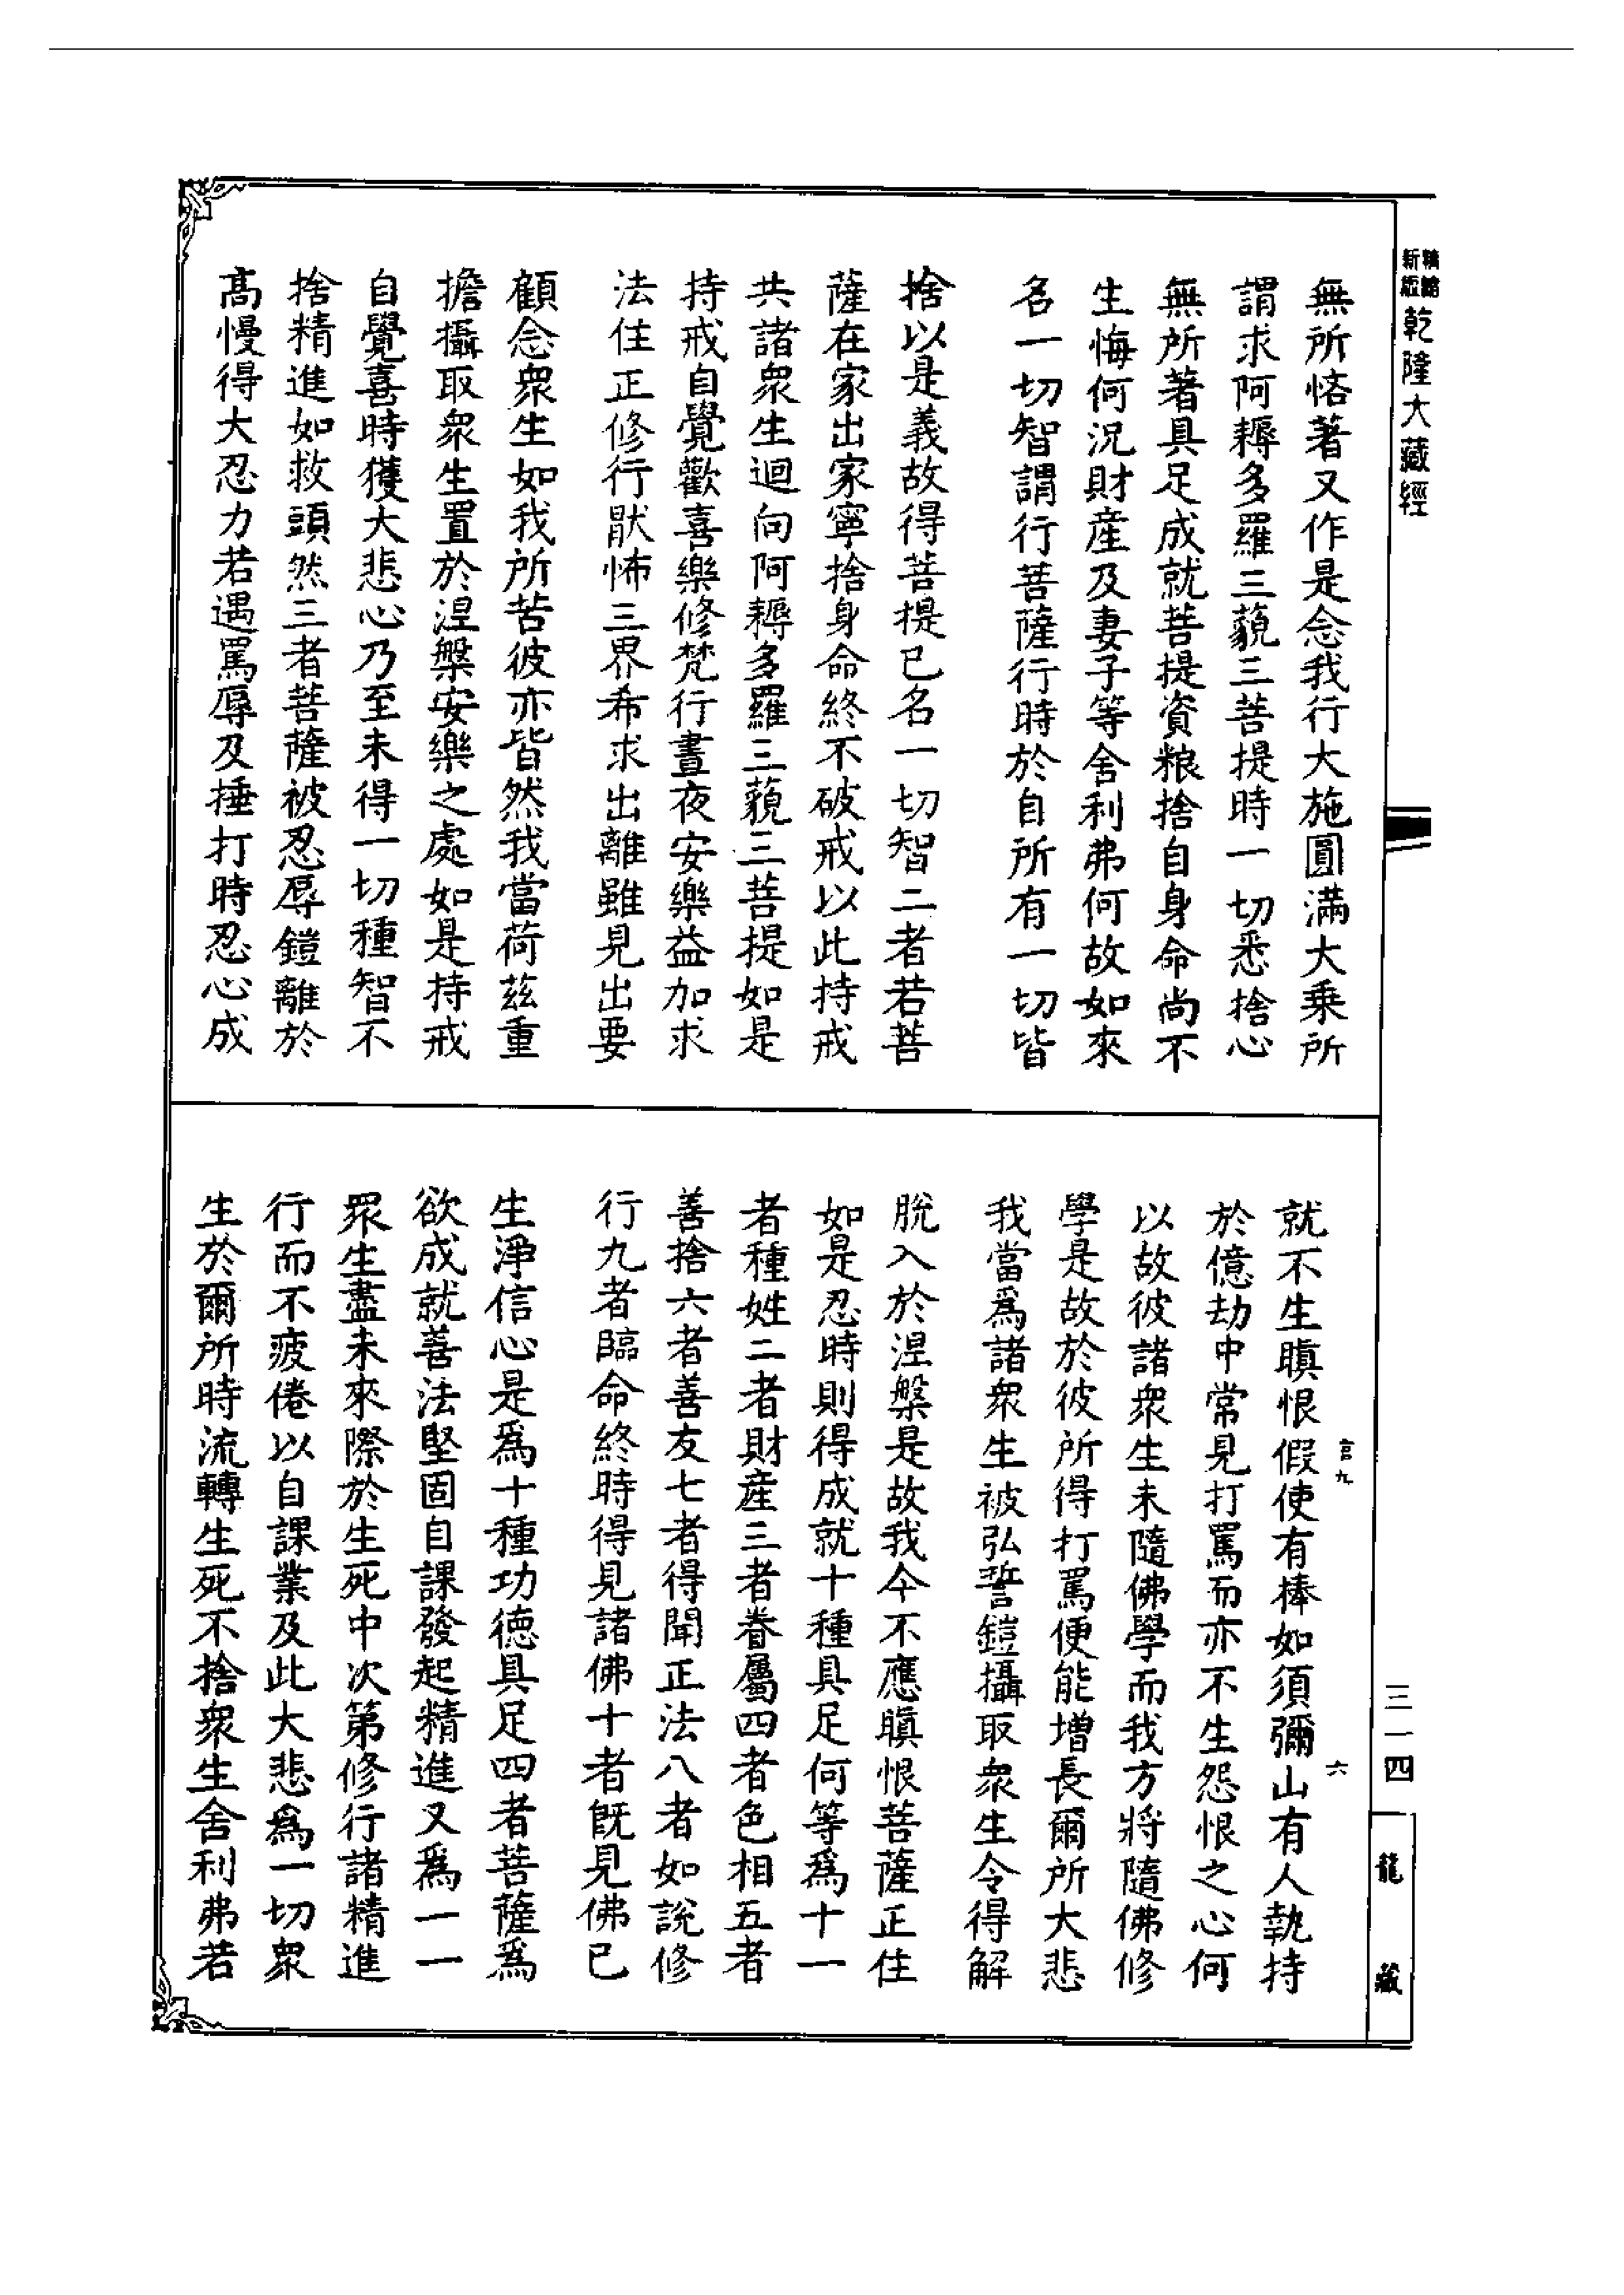 新編縮本乾隆大藏經
無所悋著又作是念我行大施圓滿大乘所
謂求阿耨多羅三藐三菩提時一切悉捨心
無所著具足成就菩提資粮捨自身命尚不
生悔何況財產及妻子等舍利弗何故如來
名一切智謂行菩薩行時於自所有一切皆
捨以是義故得菩提已名一切智二者若菩
薩在家出家寧捨身命終不破戒以此持戒
共諸衆生迴向阿耨多羅三藐三菩提如是
持戒自覺歡喜樂修梵行晝夜安樂益加求
法住正修行猒怖三界希求出離雖見出要
顧念衆生如我所苦彼亦皆然我當荷茲重
擔攝取衆生置於涅槃安樂之處如是持戒
自覺喜時獲大悲心乃至未得一切種智不
捨精進如救頭然三者菩薩被忍辱鎧離於
高慢得大忍力若遇罵辱及捶打時忍心成
就不生瞋恨假使有捧如須彌山有人執持
於億劫中常見打罵而亦不生怨恨之心何
以故彼諸衆生未隨佛學而我方將隨佛修
學是故於彼所得打罵便能增長爾所大悲
我當爲諸衆生被弘誓鎧攝取衆生令得解
脫入於涅槃是故我今不應瞋恨菩薩正住
如是忍時則得成就十種具足何等爲十一
者種姓二者財產三者眷屬四者色相五者
善捨六者善友七者得聞正法八者如說修
行九者臨命終時得見諸佛十者旣見佛已
生淨信心是爲十種功德具足四者菩薩爲
欲成就善法堅固自課發起精進又爲一一
衆生盡未來際於生死中次第修行諸精進
行而不疲倦以自課業及此大悲爲一切衆
生於爾所時流轉生死不捨衆生舍利弗若
言九
六
三一四
龍藏